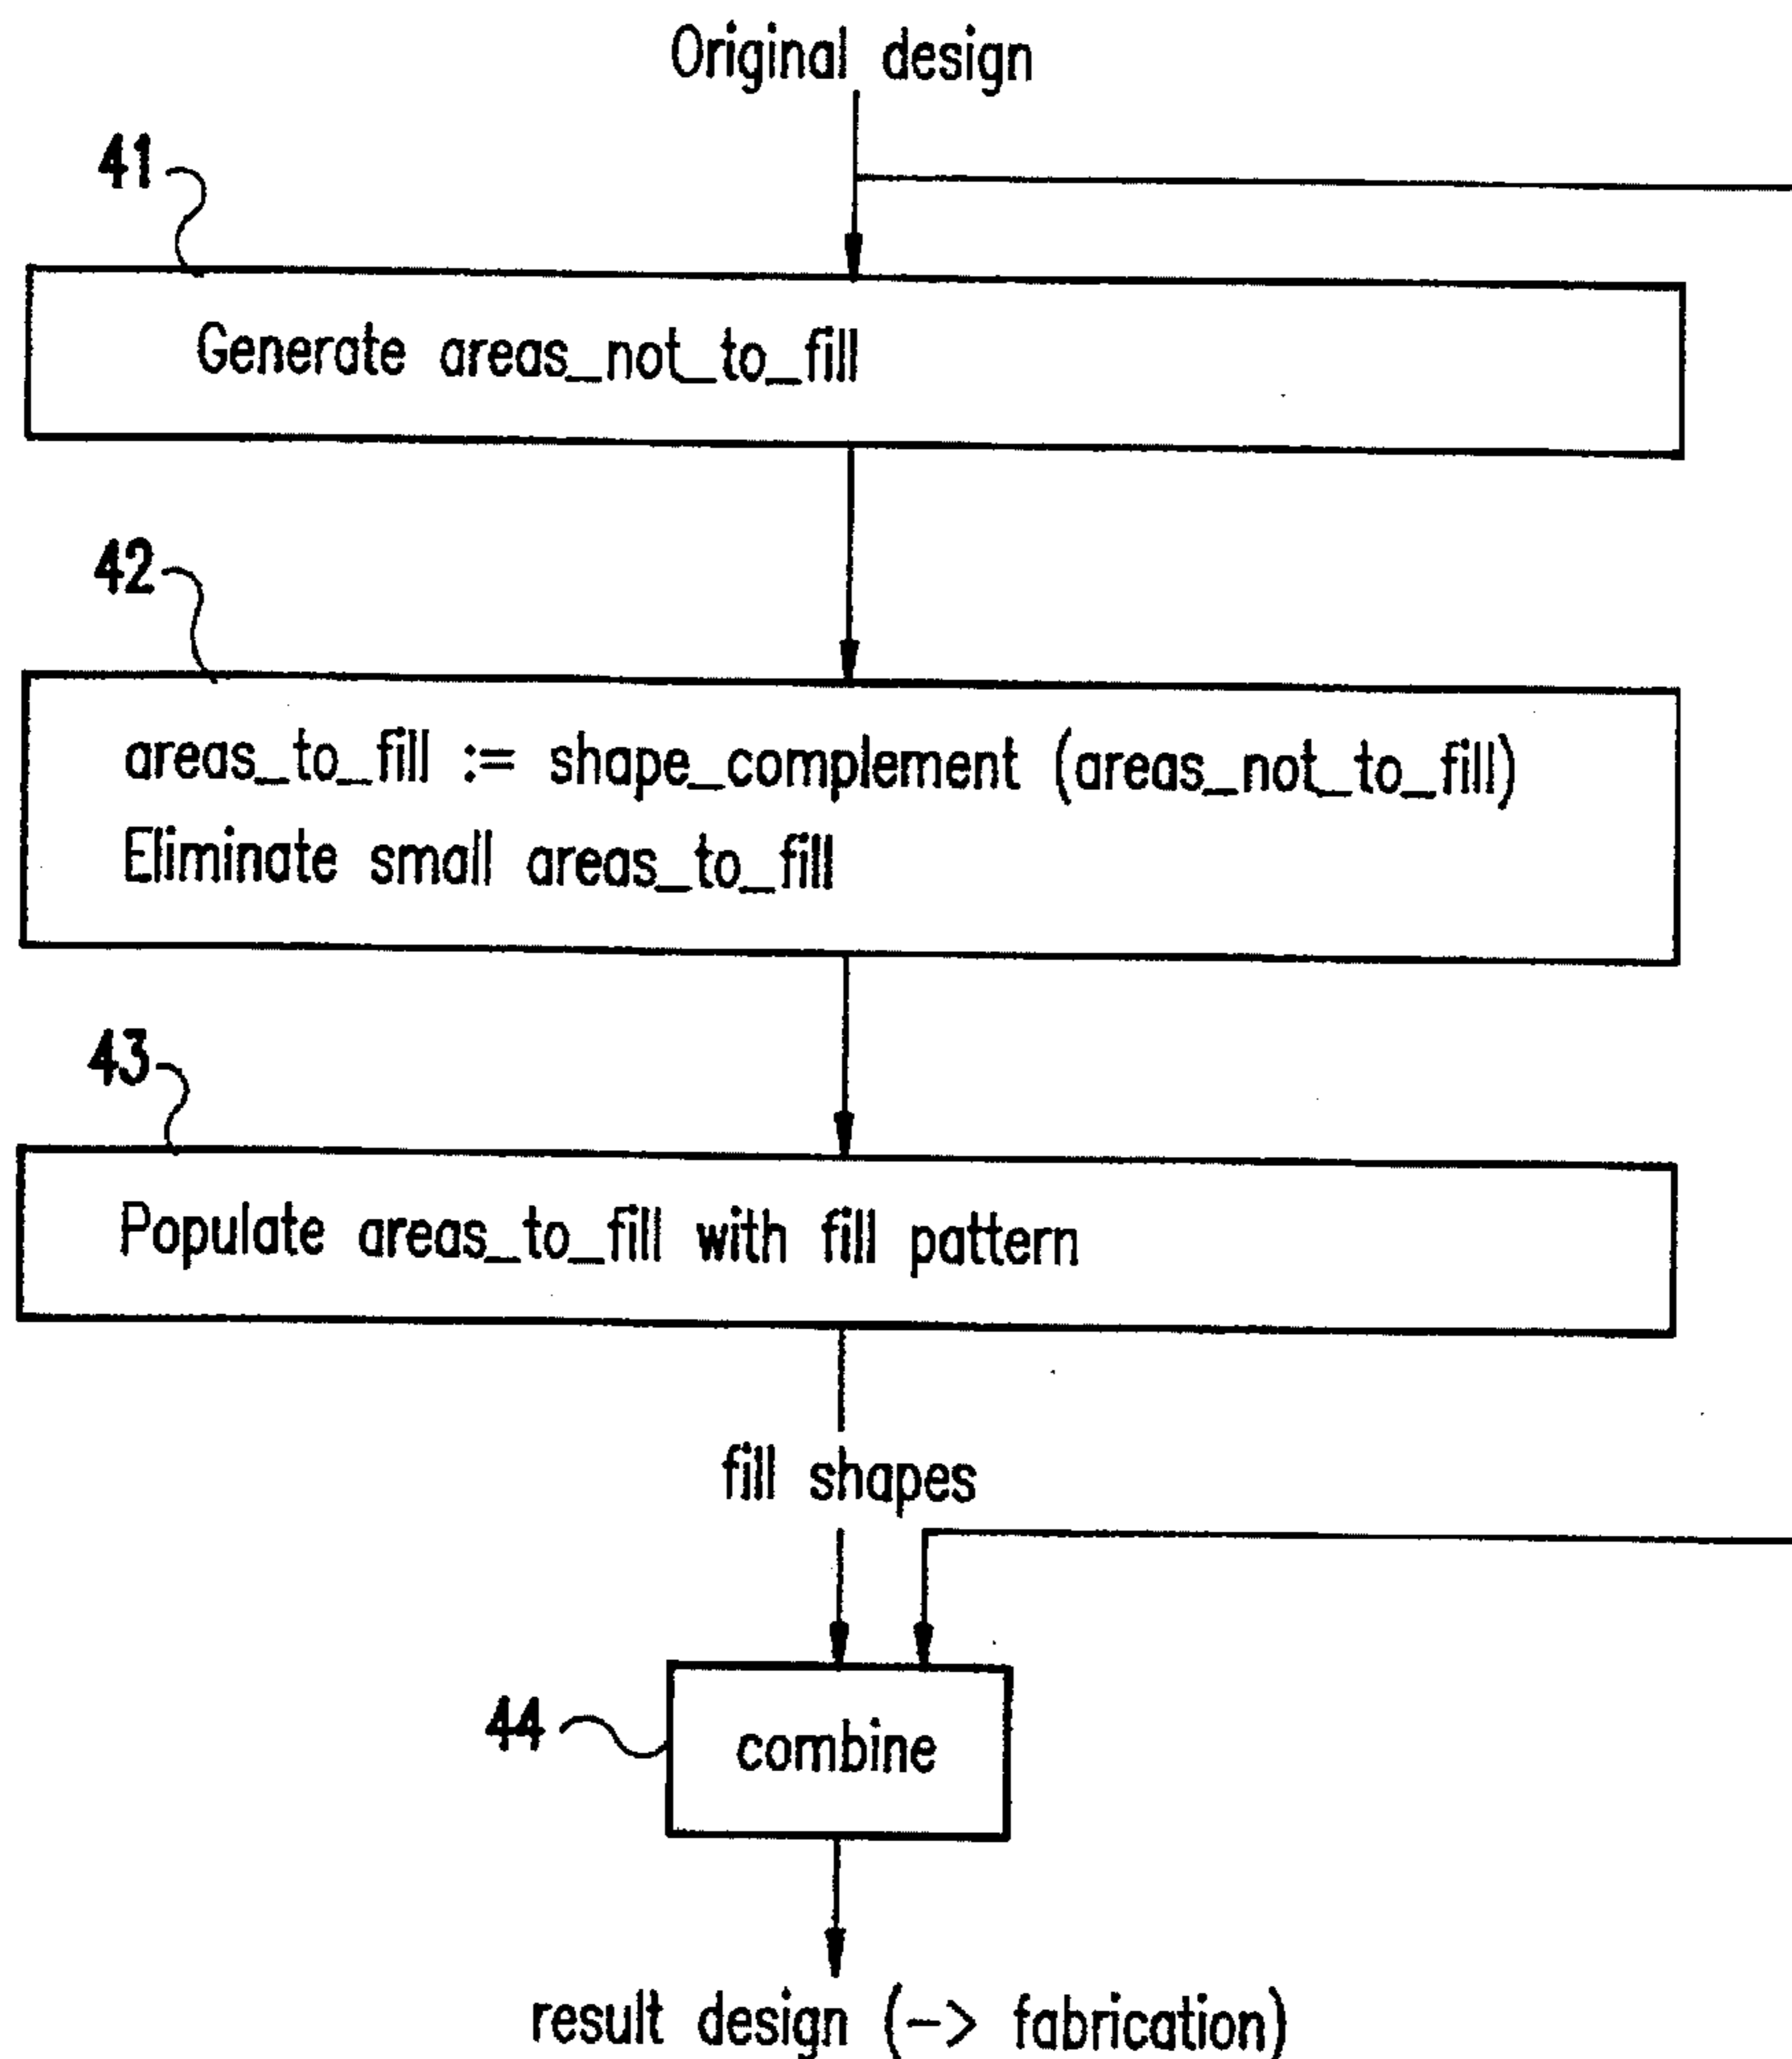 Original design
41
Generate areas_not_to_fill
42
areas_to_fill := shape_complement (areas_not_to_fill)
Eliminate small areas_to_fill
43
Populate areas_to_fill with fill pattern
fill shapes
44
combine
result design (-> fabrication)